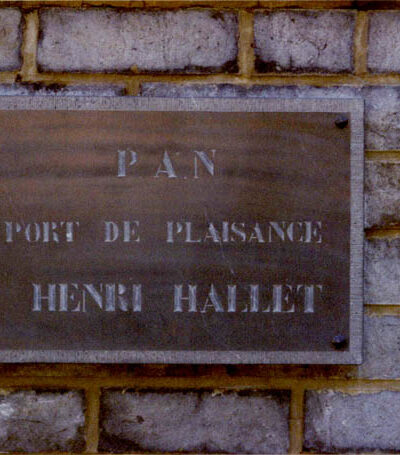 PAN
PORT DE PLAISANCE
HENRI HALLET